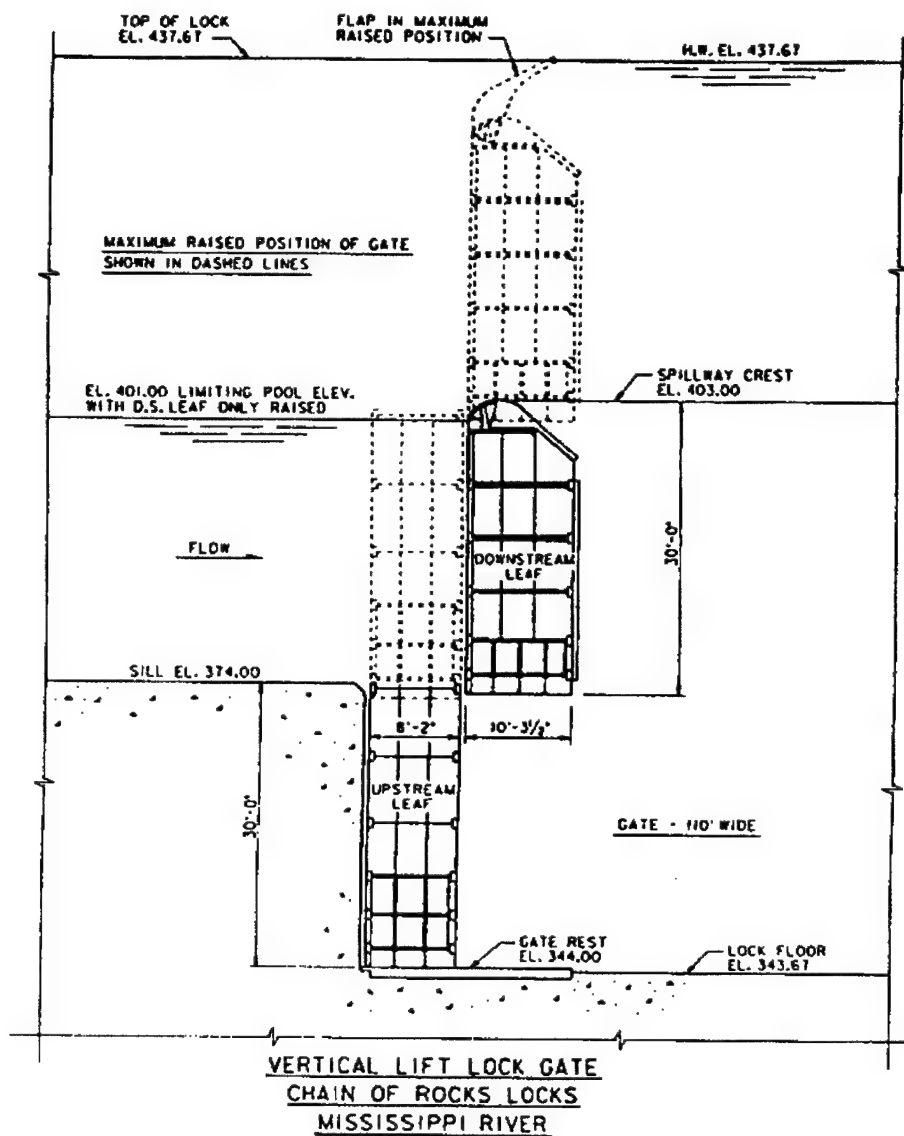 TOP OF LOCK
EL. 437.67
FLAP IN MAXIMUM
RAISED POSITION
H.W. EL. 437.67
MAXIMUM RAISED POSITION OF GATE
SHOWN IN DASHED LINES
EL. 401.00 LIMITING POOL ELEV.
WITH D.S. LEAF ONLY RAISED
SPILLWAY CREST
EL. 403.00
FLOW
DOWNSTREAM
LEAF
30'-0"
SILL EL. 374.00
8'-2"
10'-3½"
UPSTREAM
LEAF
30'-0"
GATE - 110' WIDE
GATE REST
EL. 344.00
LOCK FLOOR
EL. 343.67
VERTICAL LIFT LOCK GATE
CHAIN OF ROCKS LOCKS
MISSISSIPPI RIVER